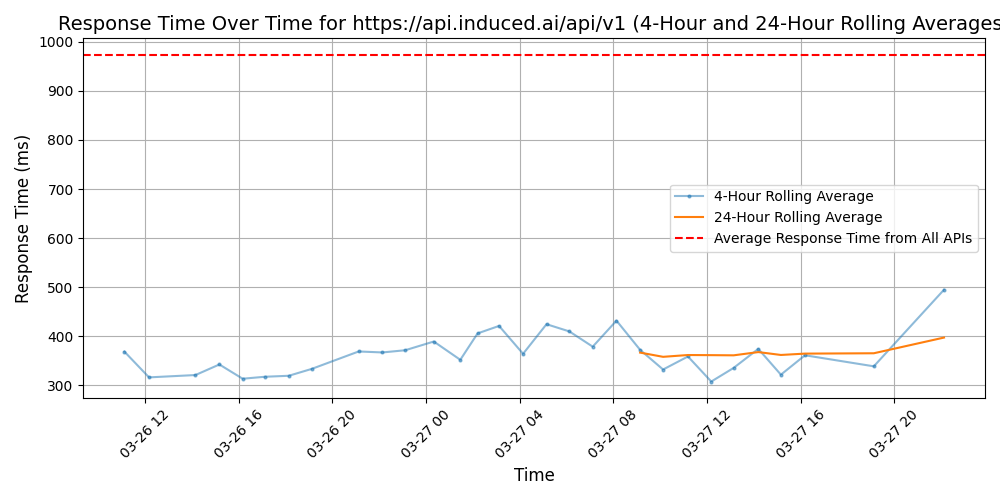 Response Time Over Time for https://api.induced.ai/api/v1 (4-Hour and 24-Hour Rolling Averages
Response Time (ms)
1000
900
800
700
600
500
400
300
4-Hour Rolling Average
24-Hour Rolling Average
Average Response Time from All APIs
03-26 12
03-26 16
03-26 20
03-27 00
03-27 04
03-27 08
03-27 12
03-27 16
03-27 20
Time